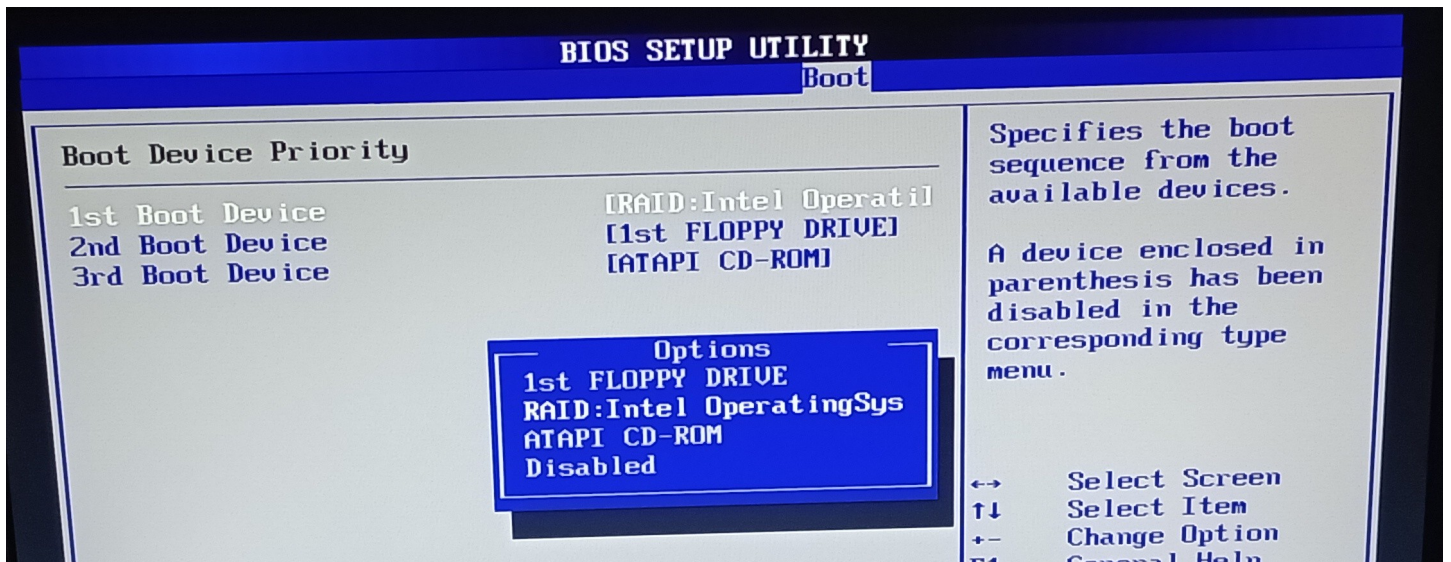 BIOS SETUP UTILITY
Boot
Boot Device Priority
1st Boot Device [RAID:Intel Operati]
2nd Boot Device [1st FLOPPY DRIVE]
3rd Boot Device [ATAPI CD-ROM]
Options
1st FLOPPY DRIVE
RAID:Intel OperatingSys
ATAPI CD-ROM
Disabled
Specifies the boot
sequence from the
available devices.
A device enclosed in
parenthesis has been
disabled in the
corresponding type
menu.
←→ Select Screen
↑↓ Select Item
+- Change Option
F1 General Help